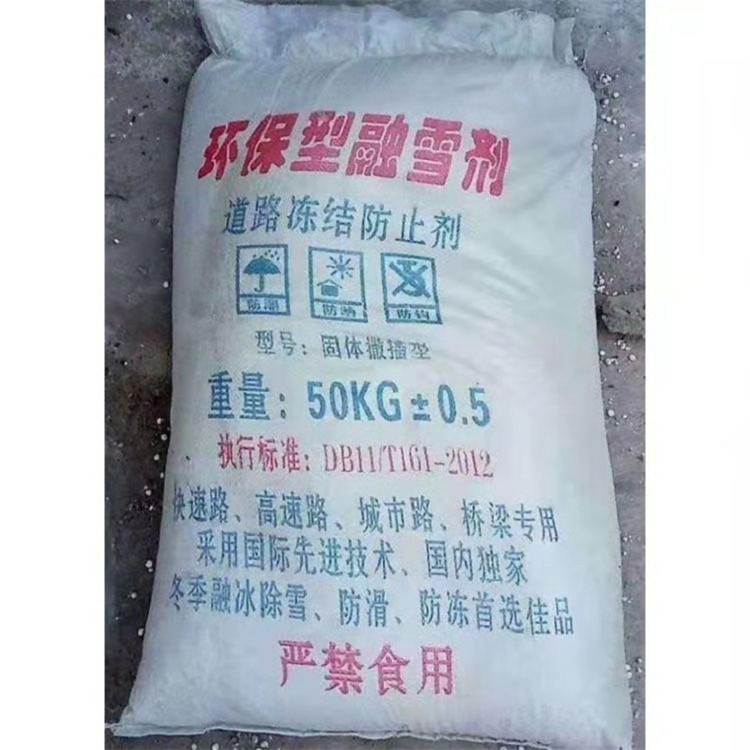 环保型融雪剂
道路冻结防止剂
防潮 防晒 防钩
型号：固体撒播型
重量：50KG±0.5
执行标准：DB11/T161-2012
快速路、高速路、城市路、桥梁专用
采用国际先进技术、国内独家
冬季融冰除雪、防滑、防冻首选佳品
严禁食用